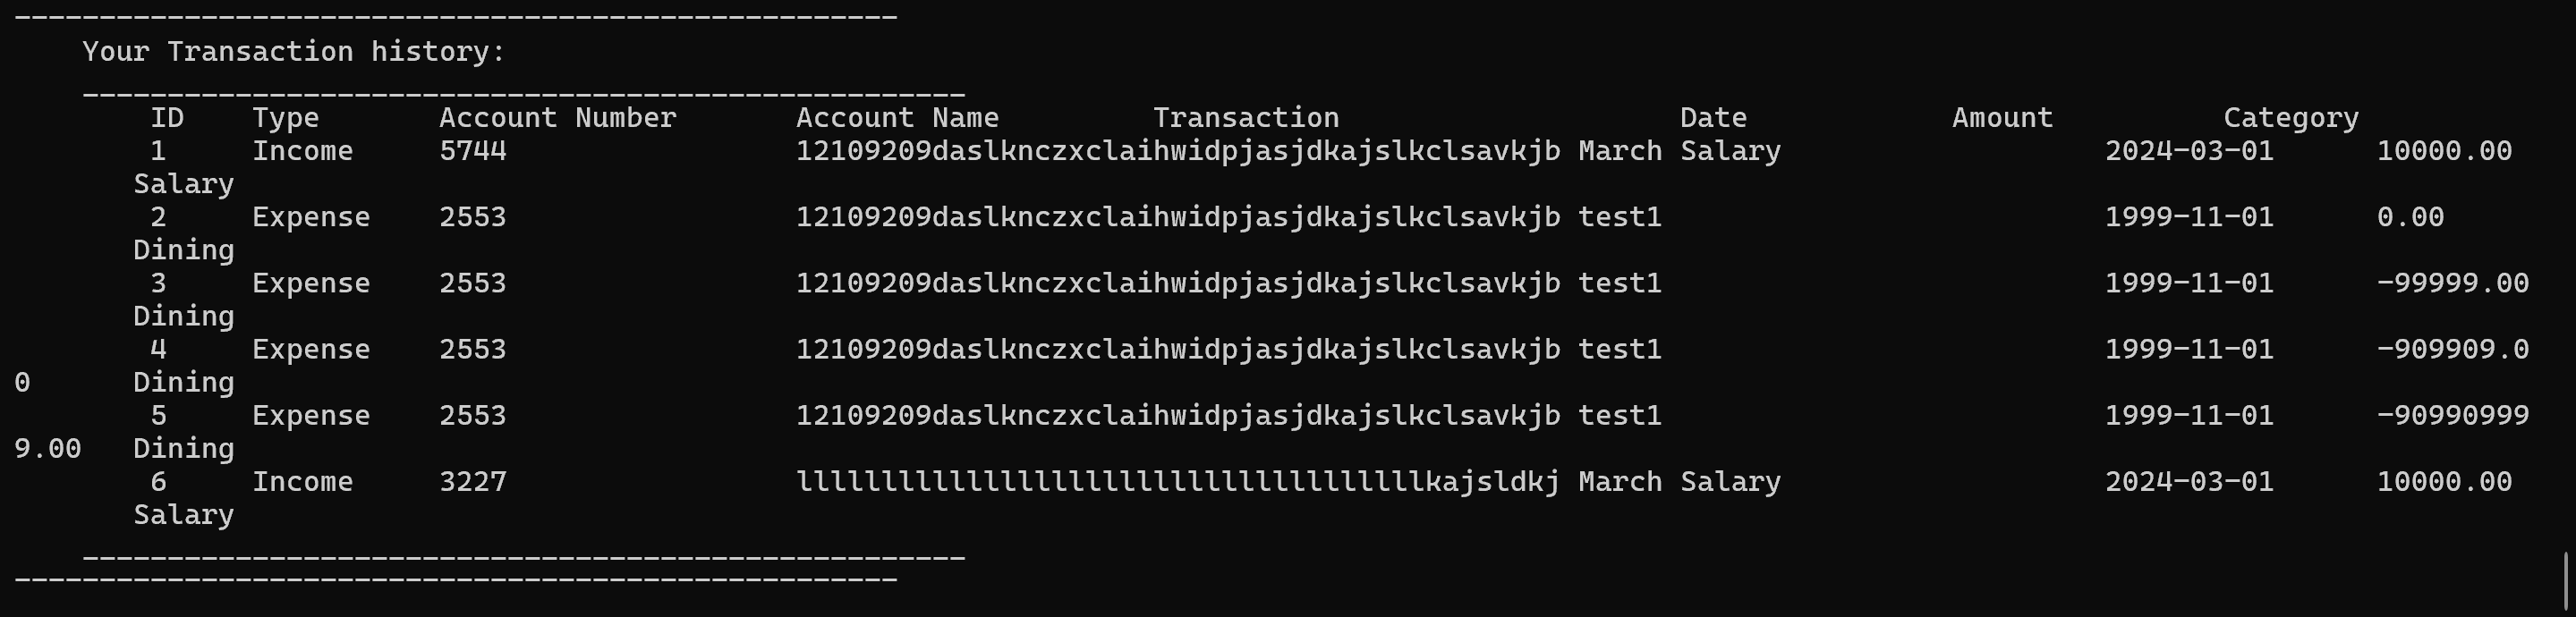 ----------------------------------------------------
Your Transaction history:
----------------------------------------------------
ID Type Account Number Account Name Transaction Date Amount Category
1 Income 5744 12109209daslknczxclaihwidpjasjdkajslkclsavkjb March Salary 2024-03-01 10000.00
Salary
2 Expense 2553 12109209daslknczxclaihwidpjasjdkajslkclsavkjb test1 1999-11-01 0.00
Dining
3 Expense 2553 12109209daslknczxclaihwidpjasjdkajslkclsavkjb test1 1999-11-01 -99999.00
Dining
4 Expense 2553 12109209daslknczxclaihwidpjasjdkajslkclsavkjb test1 1999-11-01 -909909.0
0 Dining
5 Expense 2553 12109209daslknczxclaihwidpjasjdkajslkclsavkjb test1 1999-11-01 -90990999
9.00 Dining
6 Income 3227 lllllllllllllllllllllllllllllllllllllkajsldkj March Salary 2024-03-01 10000.00
Salary
----------------------------------------------------
----------------------------------------------------